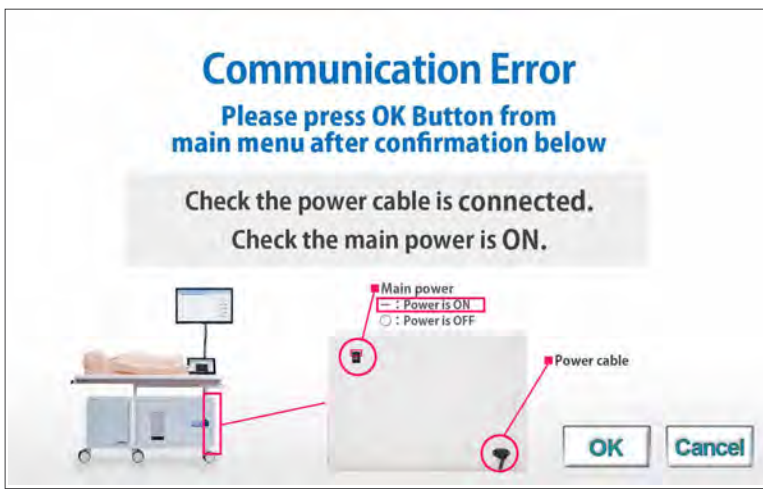 Communication Error
Please press OK Button from
main menu after confirmation below
Check the power cable is connected.
Check the main power is ON.
■Main power
— : Power is ON
○ : Power is OFF
■Power cable
OK
Cancel